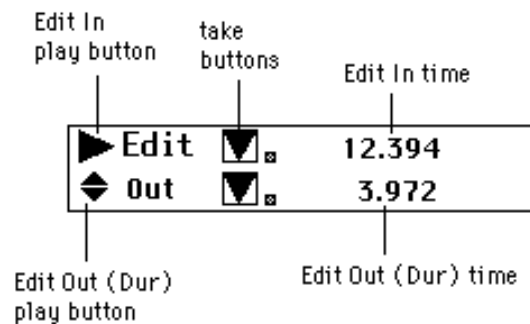 Edit In
play button
take
buttons
Edit In time
Edit 12.394
Out 3.972
Edit Out (Dur)
play button
Edit Out (Dur) time